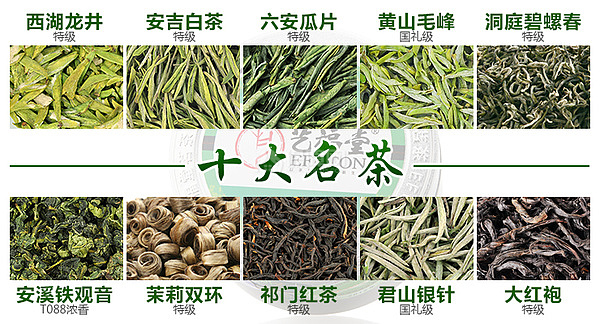 西湖龙井 安吉白茶 六安瓜片 黄山毛峰 洞庭碧螺春
特级 特级 特级 国礼级 特级
艺福堂
EFUTON
十大名茶
安溪铁观音 茉莉双环 祁门红茶 君山银针 大红袍
T088浓香 特级 特级 国礼级 特级